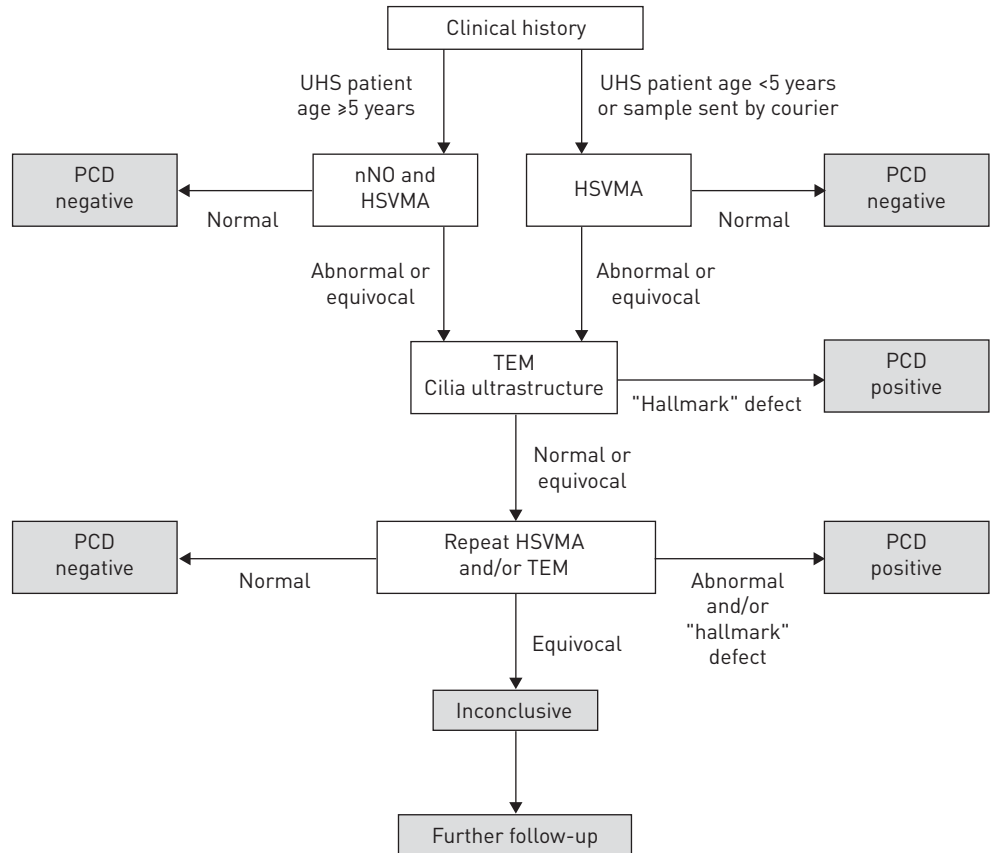 Clinical history
UHS patient
age ≥5 years
UHS patient age <5 years
or sample sent by courier
PCD
negative
Normal
nNO and
HSVMA
HSVMA
Normal
PCD
negative
Abnormal or
equivocal
Abnormal or
equivocal
TEM
Cilia ultrastructure
"Hallmark" defect
PCD
positive
Normal or
equivocal
PCD
negative
Normal
Repeat HSVMA
and/or TEM
Abnormal
and/or
"hallmark"
defect
PCD
positive
Equivocal
Inconclusive
Further follow-up